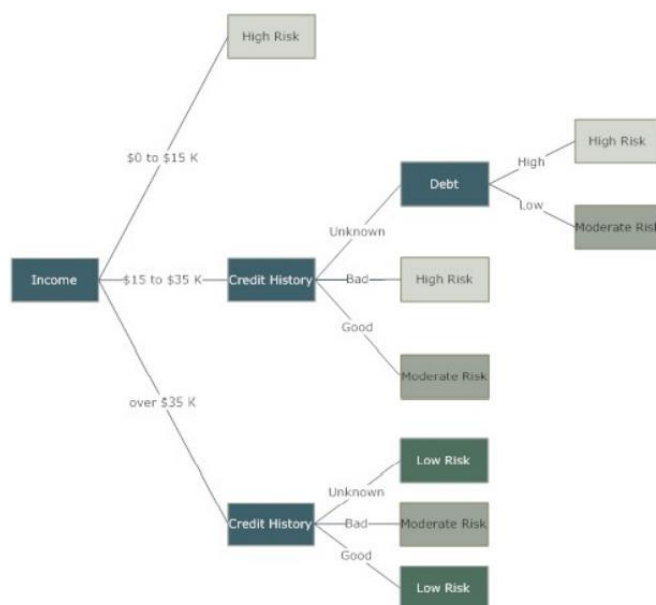 High Risk
$0 to $15 K
High Risk
High
Debt
Low
Moderate Risk
Unknown
Income
$15 to $35 K
Credit History
Bad
High Risk
Good
Moderate Risk
over $35 K
Low Risk
Unknown
Credit History
Bad
Moderate Risk
Good
Low Risk